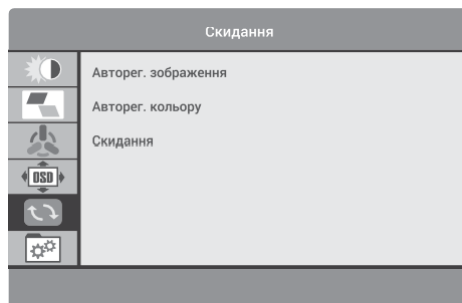 Скидання
Авторег. зображення
Авторег. кольору
Скидання
OSD